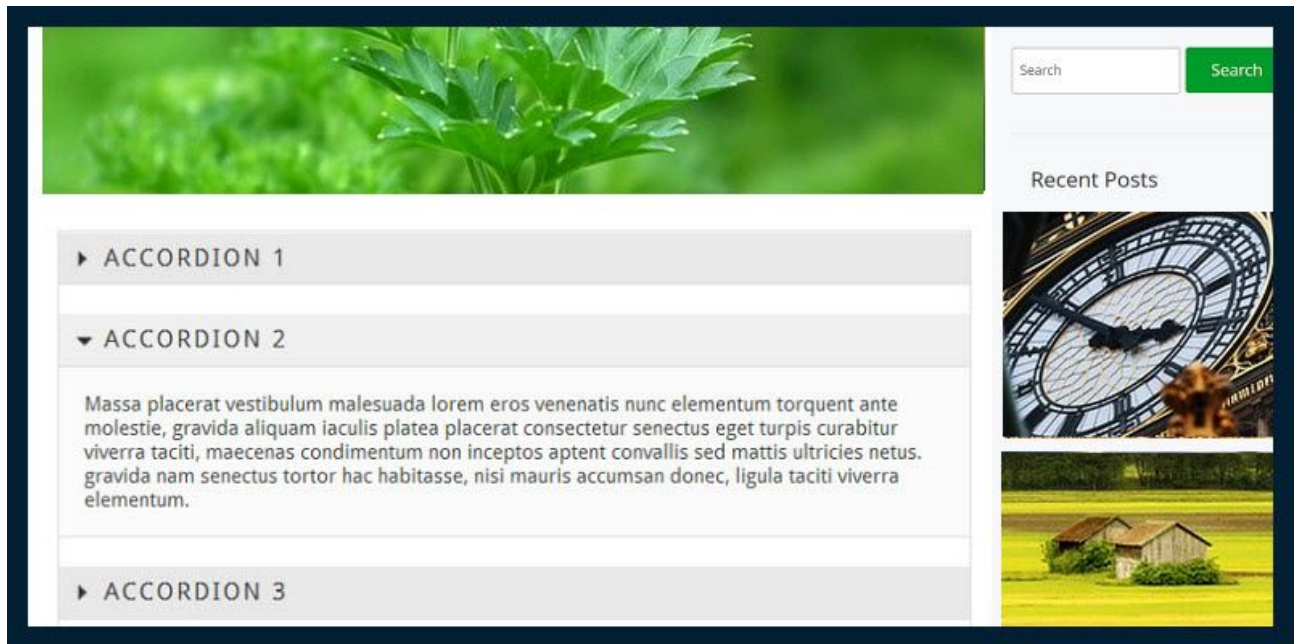 Search
Search
Recent Posts
ACCORDION 1
ACCORDION 2
Massa placerat vestibulum malesuada lorem eros venenatis nunc elementum torquent ante
molestie, gravida aliquam iaculis platea placerat consectetur senectus eget turpis curabitur
viverra taciti, maecenas condimentum non inceptos aptent convallis sed mattis ultricies netus.
gravida nam senectus tortor hac habitasse, nisi mauris accumsan donec, ligula taciti viverra
elementum.
ACCORDION 3